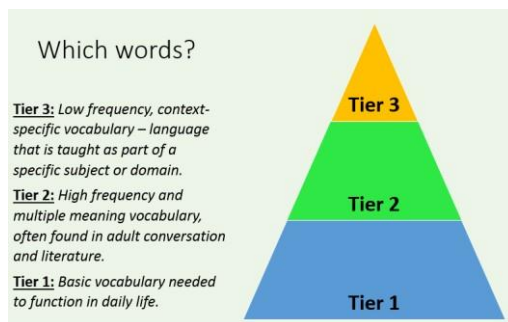 Which words?
Tier 3: Low frequency, context-
specific vocabulary – language
that is taught as part of a
specific subject or domain.
Tier 2: High frequency and
multiple meaning vocabulary,
often found in adult conversation
and literature.
Tier 1: Basic vocabulary needed
to function in daily life.
Tier 3
Tier 2
Tier 1